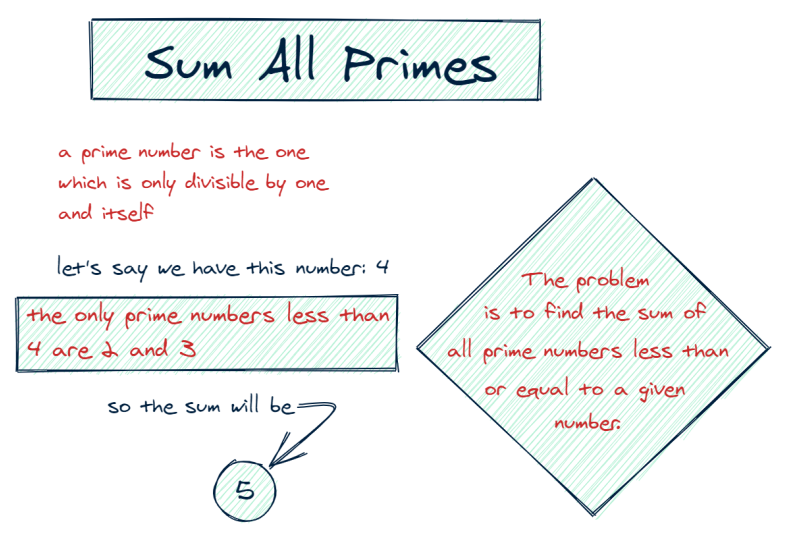 Sum All Primes
a prime number is the one
which is only divisible by one
and itself
let's say we have this number: 4
the only prime numbers less than
4 are 2 and 3
so the sum will be
5
The problem
is to find the sum of
all prime numbers less than
or equal to a given
number.